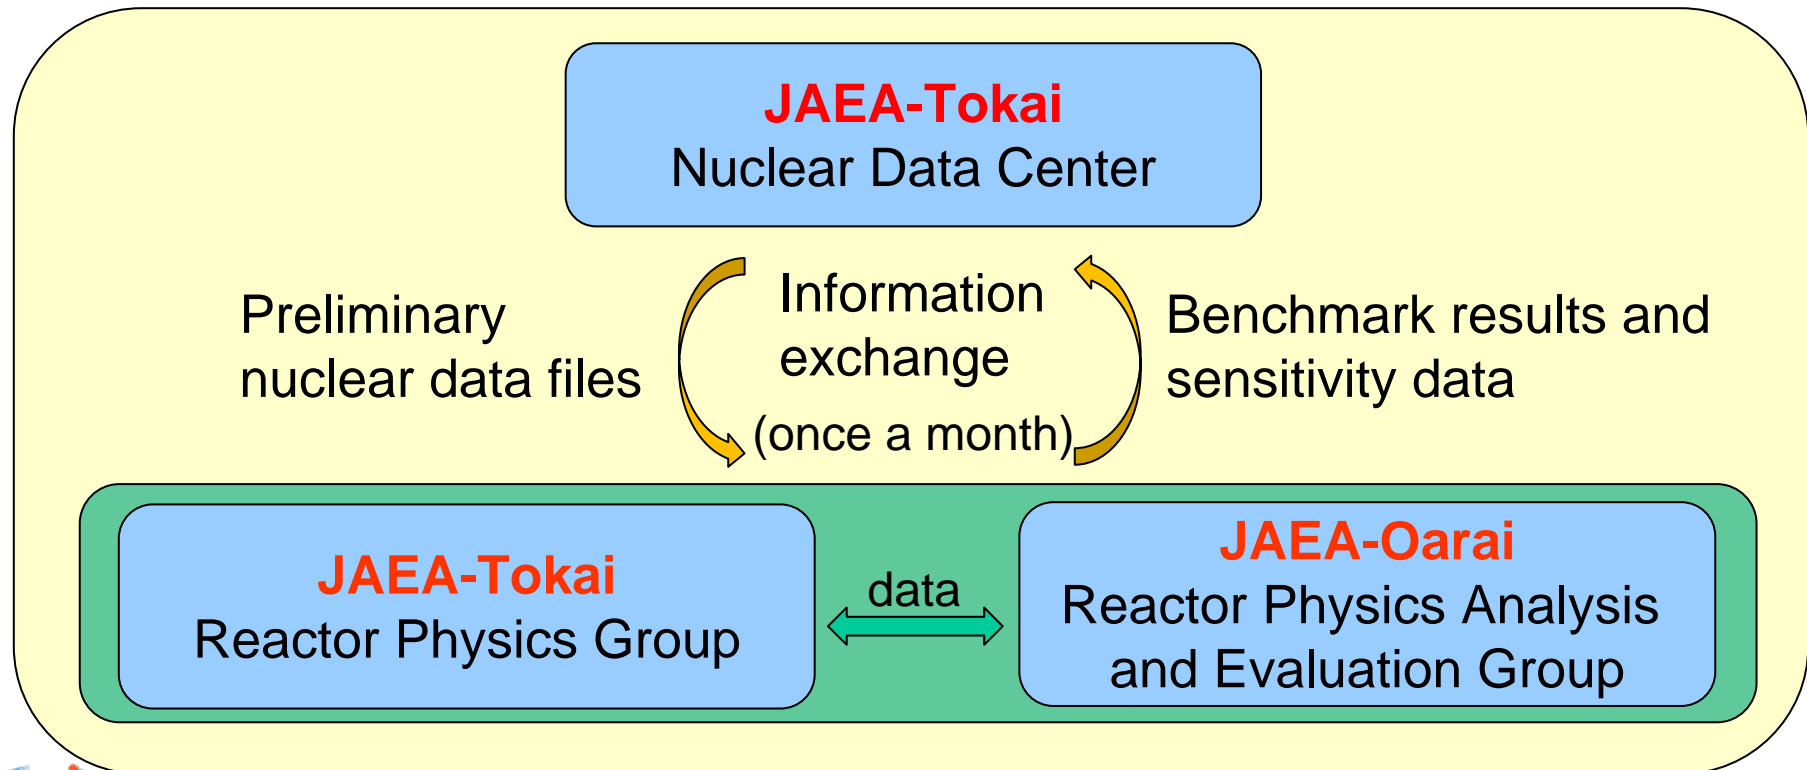 JAEA-Tokai
Nuclear Data Center
Preliminary
nuclear data files
Information
exchange
(once a month)
Benchmark results and
sensitivity data
JAEA-Tokai
Reactor Physics Group
data
JAEA-Oarai
Reactor Physics Analysis
and Evaluation Group